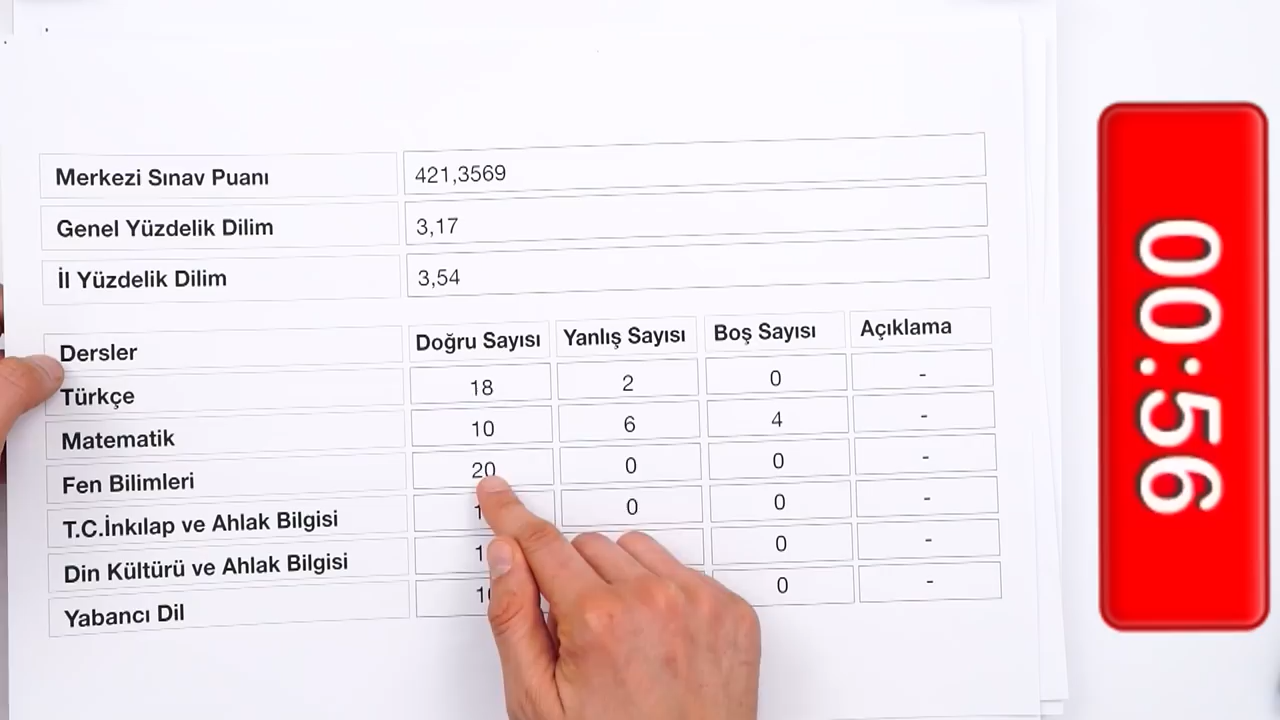 Merkezi Sınav Puanı 421,3569
Genel Yüzdelik Dilim 3,17
İl Yüzdelik Dilim 3,54
Dersler Doğru Sayısı Yanlış Sayısı Boş Sayısı Açıklama
Türkçe 18 2 0 -
Matematik 10 6 4 -
Fen Bilimleri 20 0 0 -
T.C.İnkılap ve Ahlak Bilgisi 0 0 -
Din Kültürü ve Ahlak Bilgisi 0 -
Yabancı Dil 0 -
00:56